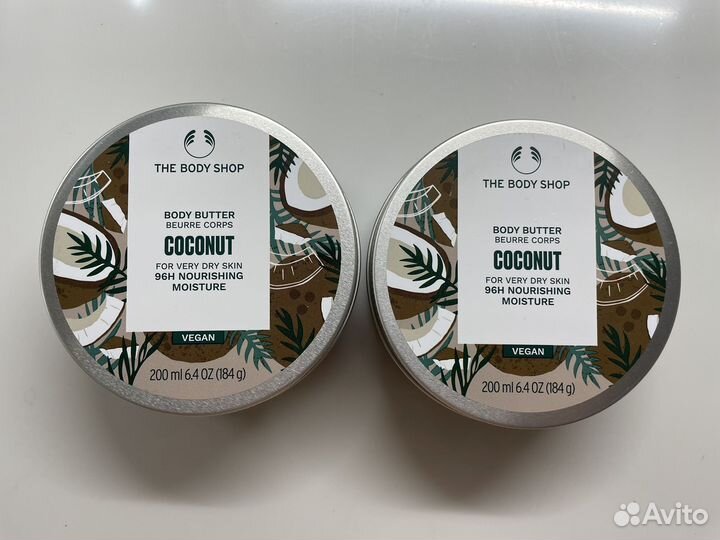 THE BODY SHOP
BODY BUTTER
BEURRE CORPS
COCONUT
FOR VERY DRY SKIN
96H NOURISHING
MOISTURE
VEGAN
200 ml 6.4 OZ (184 g)
THE BODY SHOP
BODY BUTTER
BEURRE CORPS
COCONUT
FOR VERY DRY SKIN
96H NOURISHING
MOISTURE
VEGAN
200 ml 6.4 OZ (184 g)
Avito